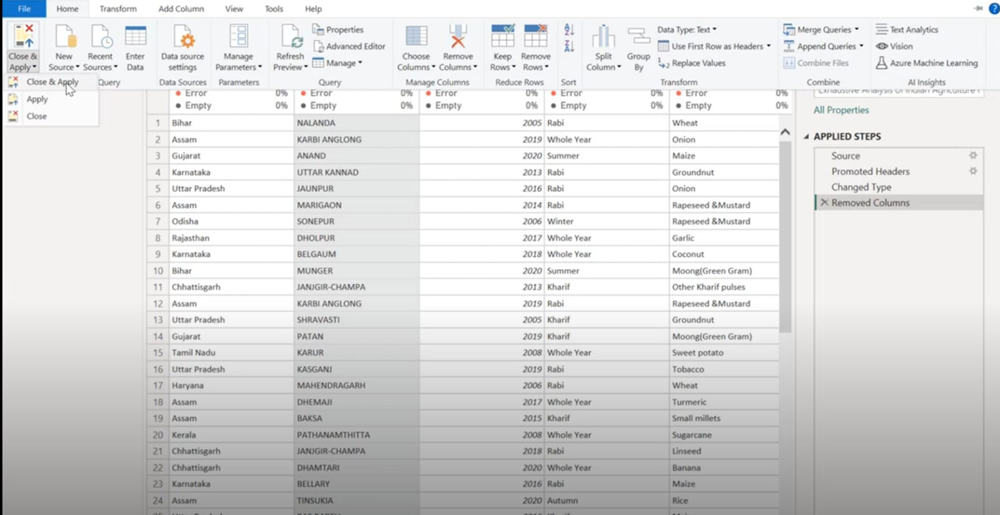 File Home Transform Add Column View Tools Help
Close & Apply
New Source
Recent Sources
Enter Data
Data source settings
Manage Parameters
Refresh Preview
Properties
Advanced Editor
Manage
Choose Columns
Remove Columns
Keep Rows
Remove Rows
Split Column
Group By
Data Type: Text
Use First Row as Headers
Replace Values
Merge Queries
Append Queries
Combine Files
Text Analytics
Vision
Azure Machine Learning
Query Data Sources Parameters Query Manage Columns Reduce Rows Sort Transform Combine AI Insights
Close & Apply
Apply
Close
Error 0% Error 0% Error 0% Error 0% Error 0%
Empty 0% Empty 0% Empty 0% Empty 0% Empty 0%
1 Bihar NALANDA 2005 Rabi Wheat
2 Assam KARBI ANGLONG 2019 Whole Year Onion
3 Gujarat ANAND 2020 Summer Maize
4 Karnataka UTTAR KANNAD 2013 Rabi Groundnut
5 Uttar Pradesh JAUNPUR 2016 Rabi Onion
6 Assam MARIGAON 2014 Rabi Rapeseed &Mustard
7 Odisha SONEPUR 2006 Winter Rapeseed &Mustard
8 Rajasthan DHOLPUR 2017 Whole Year Garlic
9 Karnataka BELGAUM 2018 Whole Year Coconut
10 Bihar MUNGER 2020 Summer Moong(Green Gram)
11 Chhattisgarh JANJGIR-CHAMPA 2013 Kharif Other Kharif pulses
12 Assam KARBI ANGLONG 2019 Rabi Rapeseed &Mustard
13 Uttar Pradesh SHRAVASTI 2005 Kharif Groundnut
14 Gujarat PATAN 2019 Kharif Moong(Green Gram)
15 Tamil Nadu KARUR 2008 Whole Year Sweet potato
16 Uttar Pradesh KASGANJ 2019 Rabi Tobacco
17 Haryana MAHENDRAGARH 2006 Rabi Wheat
18 Assam DHEMAJI 2017 Whole Year Turmeric
19 Assam BAKSA 2015 Kharif Small millets
20 Kerala PATHANAMTHITTA 2008 Whole Year Sugarcane
21 Chhattisgarh JANJGIR-CHAMPA 2018 Rabi Linseed
22 Chhattisgarh DHAMTARI 2020 Whole Year Banana
23 Karnataka BELLARY 2016 Rabi Maize
24 Assam TINSUKIA 2020 Autumn Rice
Exhaustive Analysis of Indian Agriculture
All Properties
APPLIED STEPS
Source
Promoted Headers
Changed Type
Removed Columns